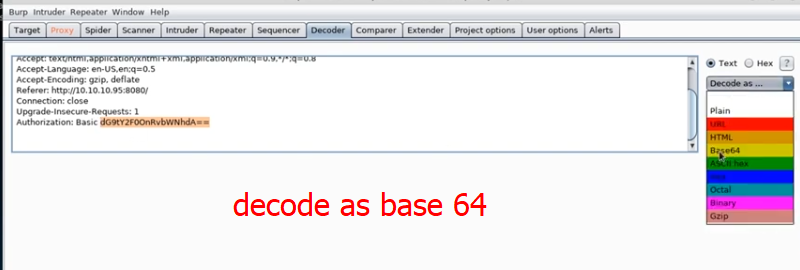 Burp Intruder Repeater Window Help
Target Proxy Spider Scanner Intruder Repeater Sequencer Decoder Comparer Extender Project options User options Alerts
Accept: text/html,application/xhtml+xml,application/xml;q=0.9,*/*;q=0.8
Accept-Language: en-US,en;q=0.5
Accept-Encoding: gzip, deflate
Referer: http://10.10.10.95:8080/
Connection: close
Upgrade-Insecure-Requests: 1
Authorization: Basic dG9tY2F0OnRvbWNhdA==
Text Hex ?
Decode as ...
Plain
URL
HTML
Base64
ASCII hex
Hex
Octal
Binary
Gzip
decode as base 64